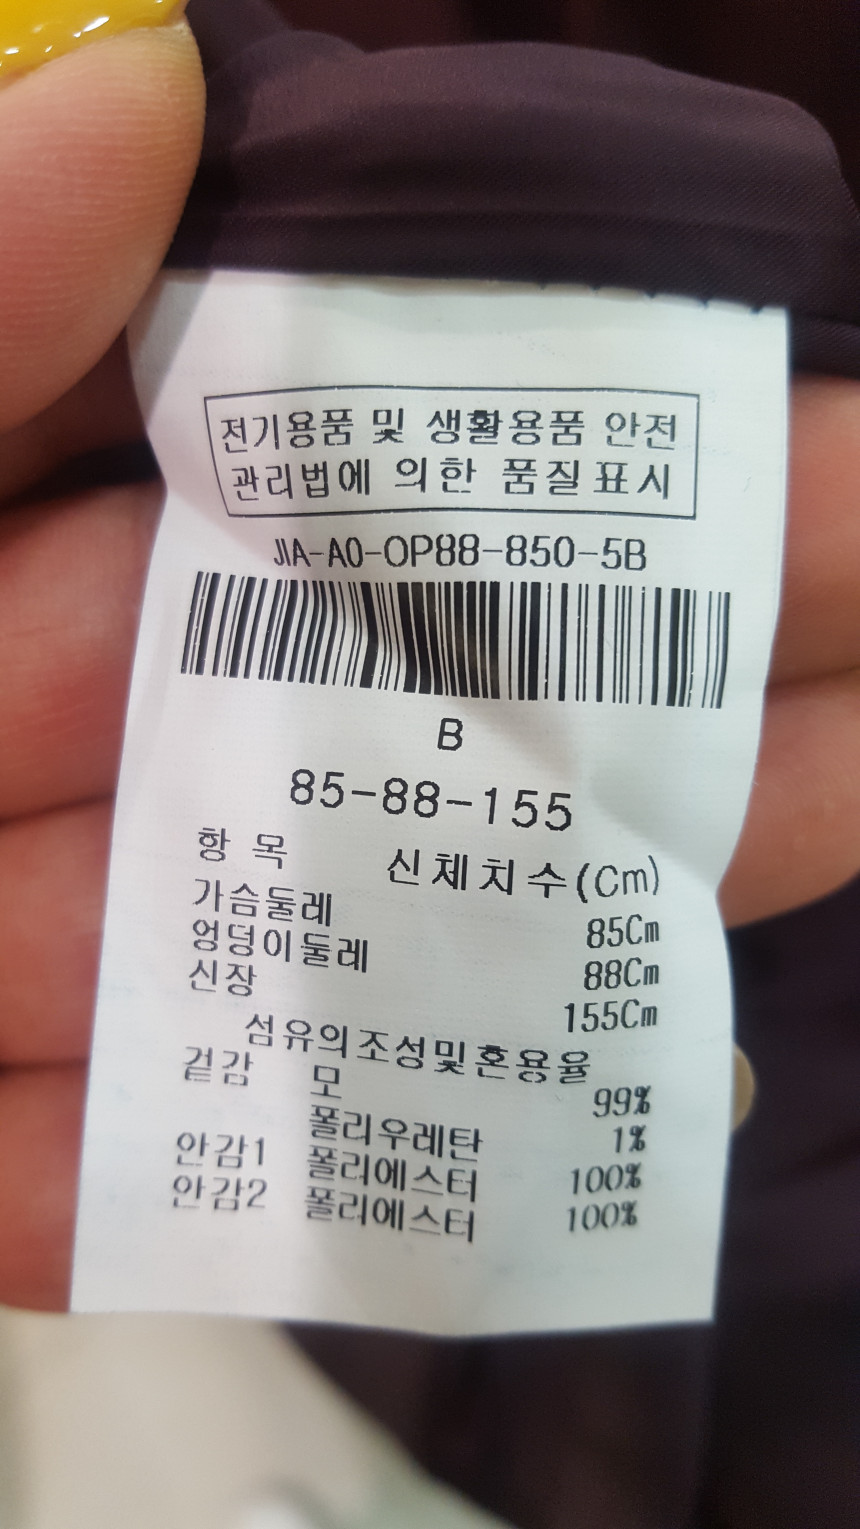 전기용품 및 생활용품 안전
관리법에 의한 품질표시
JIA-A0-OP88-850-5B
B
85-88-155
항 목 신체치수(Cm)
가슴둘레 85Cm
엉덩이둘레 88Cm
신장 155Cm
섬유의조성및혼용율
겉감 모 99%
폴리우레탄 1%
안감1 폴리에스터 100%
안감2 폴리에스터 100%